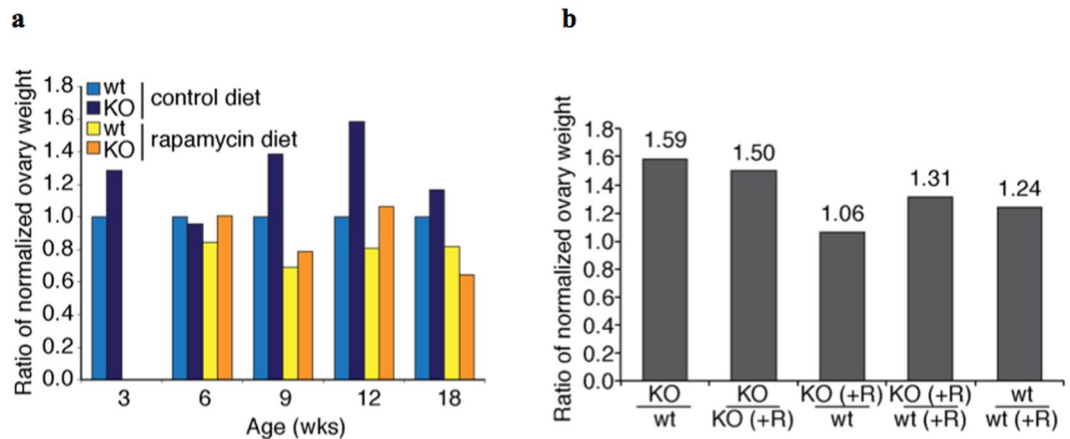 a
Ratio of normalized ovary weight
1.8
1.6
1.4
1.2
1.0
0.8
0.6
0.4
0.2
0.0
wt
KO
control diet
wt
KO
rapamycin diet
3 6 9 12 18
Age (wks)
b
Ratio of normalized ovary weight
1.8
1.6
1.4
1.2
1.0
0.8
0.6
0.4
0.2
0.0
1.59 1.50 1.06 1.31 1.24
KO KO KO (+R) KO (+R) wt
wt KO (+R) wt wt (+R) wt (+R)